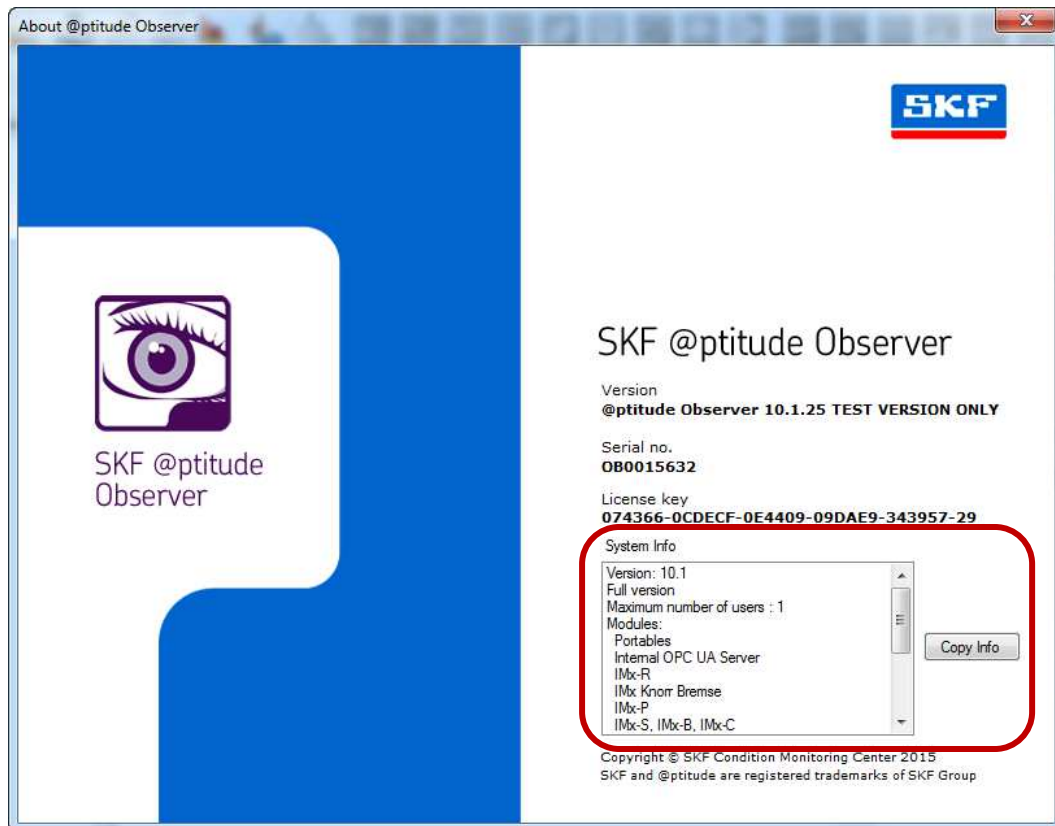 About @ptitude Observer
SKF
SKF @ptitude
Observer
SKF @ptitude Observer
Version
@ptitude Observer 10.1.25 TEST VERSION ONLY
Serial no.
OB0015632
License key
074366-0CDECF-0E4409-09DAE9-343957-29
System Info
Version: 10.1
Full version
Maximum number of users : 1
Modules:
Portables
Internal OPC UA Server
IMx-R
IMx Knorr Bremse
IMx-P
IMx-S, IMx-B, IMx-C
Copy Info
Copyright © SKF Condition Monitoring Center 2015
SKF and @ptitude are registered trademarks of SKF Group